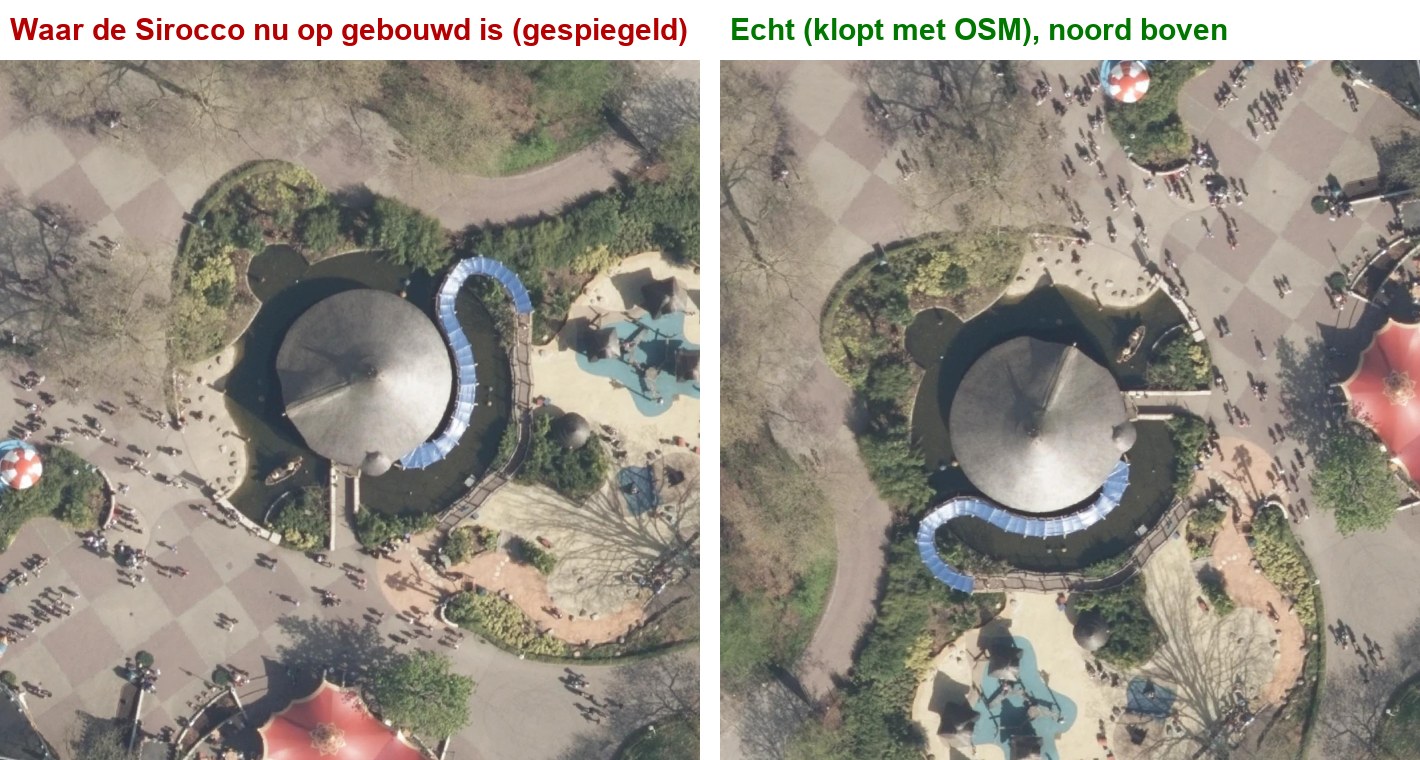 Waar de Sirocco nu op gebouwd is (gespiegeld)
Echt (klopt met OSM), noord boven